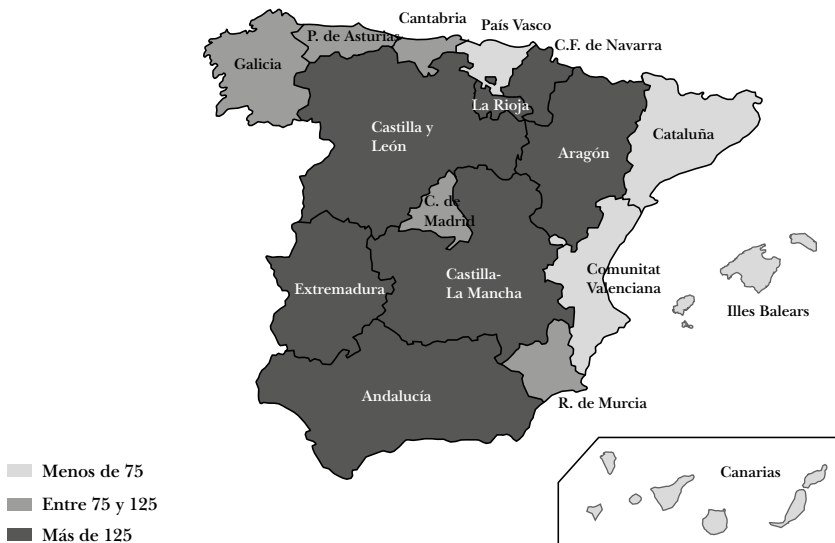 Cantabria
País Vasco
P. de Asturias
C.F. de Navarra
Galicia
La Rioja
Cataluña
Castilla y
León
Aragón
C. de
Madrid
Comunitat
Valenciana
Castilla-
La Mancha
Extremadura
Illes Balears
Andalucía
R. de Murcia
Canarias
Menos de 75
Entre 75 y 125
Más de 125